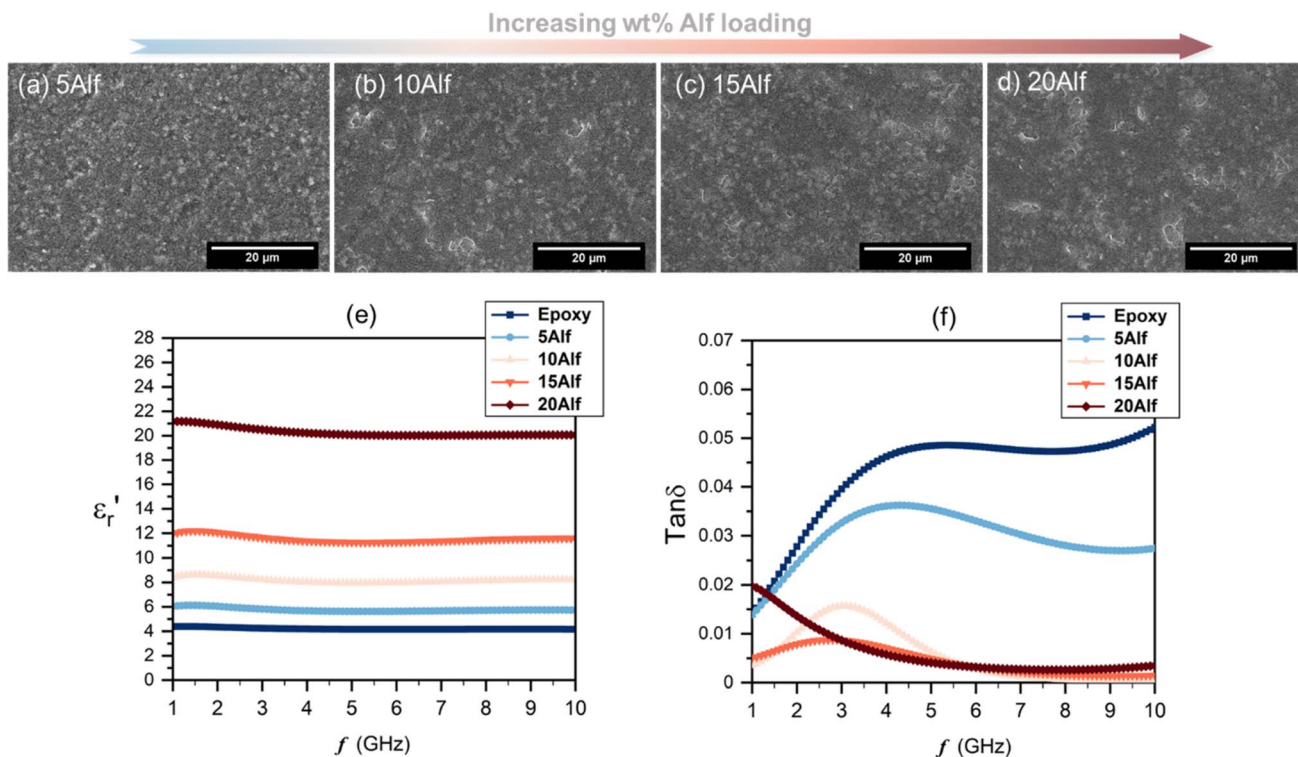 Increasing wt% Alf loading
(a) 5Alf
(b) 10Alf
(c) 15Alf
d) 20Alf
20 µm
20 µm
20 µm
20 µm
(e)
Epoxy
5Alf
10Alf
15Alf
20Alf
28
26
24
22
20
18
16
14
12
10
8
6
4
2
0
εr'
1 2 3 4 5 6 7 8 9 10
f (GHz)
(f)
Epoxy
5Alf
10Alf
15Alf
20Alf
0.07
0.06
0.05
0.04
0.03
0.02
0.01
0
Tanδ
1 2 3 4 5 6 7 8 9 10
f (GHz)